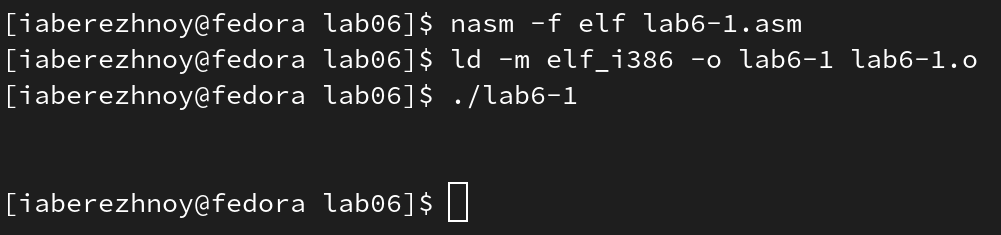 [iaberezhnoy@fedora lab06]$ nasm -f elf lab6-1.asm
[iaberezhnoy@fedora lab06]$ ld -m elf_i386 -o lab6-1 lab6-1.o
[iaberezhnoy@fedora lab06]$ ./lab6-1
[iaberezhnoy@fedora lab06]$